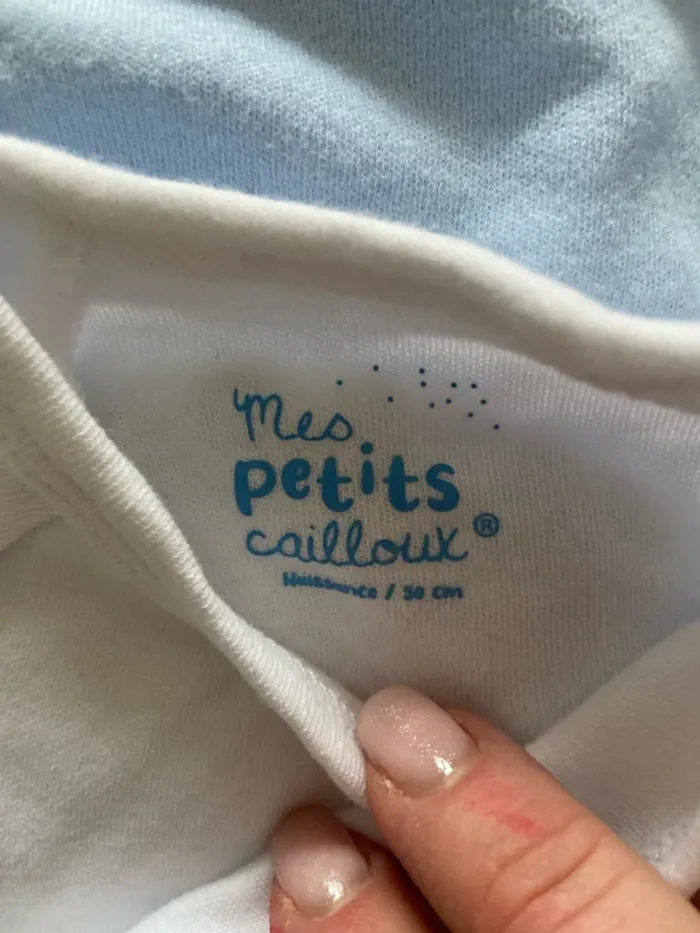 Mes
petits
cailloux®
Naissance / 50 cm